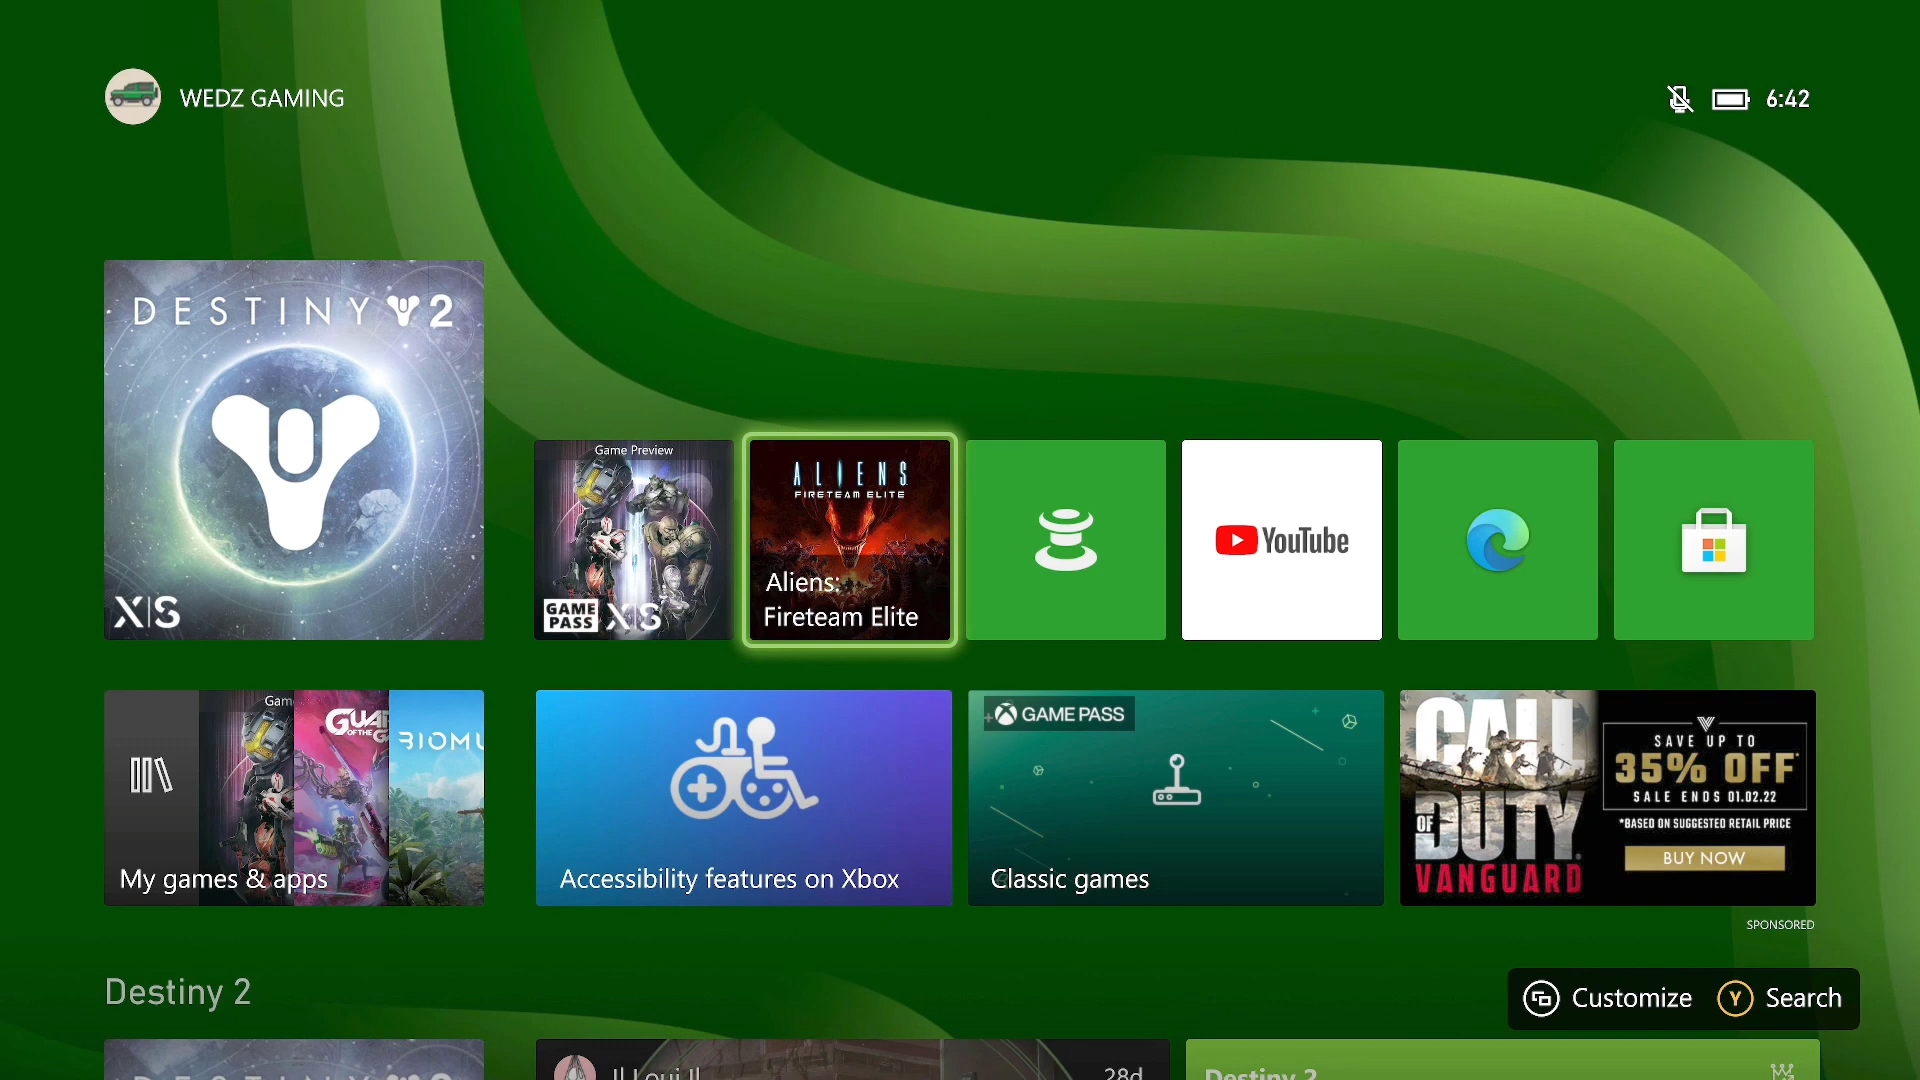 WEDZ GAMING
6:42
DESTINY 2
X|S
Game Preview
GAME
PASS
X|S
ALIENS
FIRETEAM ELITE
Aliens:
Fireteam Elite
YouTube
My games & apps
Accessibility features on Xbox
GAME PASS
Classic games
CALL
OF DUTY
VANGUARD
SAVE UP TO
35% OFF*
SALE ENDS 01.02.22
*BASED ON SUGGESTED RETAIL PRICE
BUY NOW
SPONSORED
Destiny 2
Customize
Y
Search
28d
Destiny 2